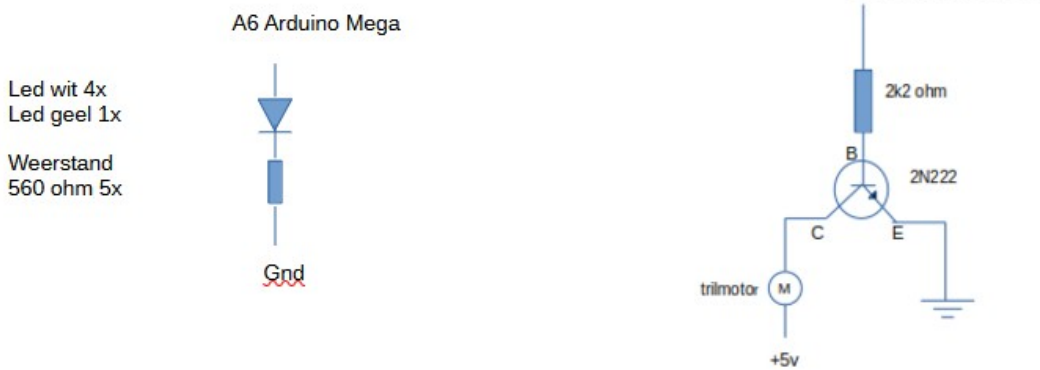 A6 Arduino Mega
Led wit 4x
Led geel 1x
Weerstand
560 ohm 5x
Gnd
2k2 ohm
B
2N222
C
E
trilmotor
M
+5v